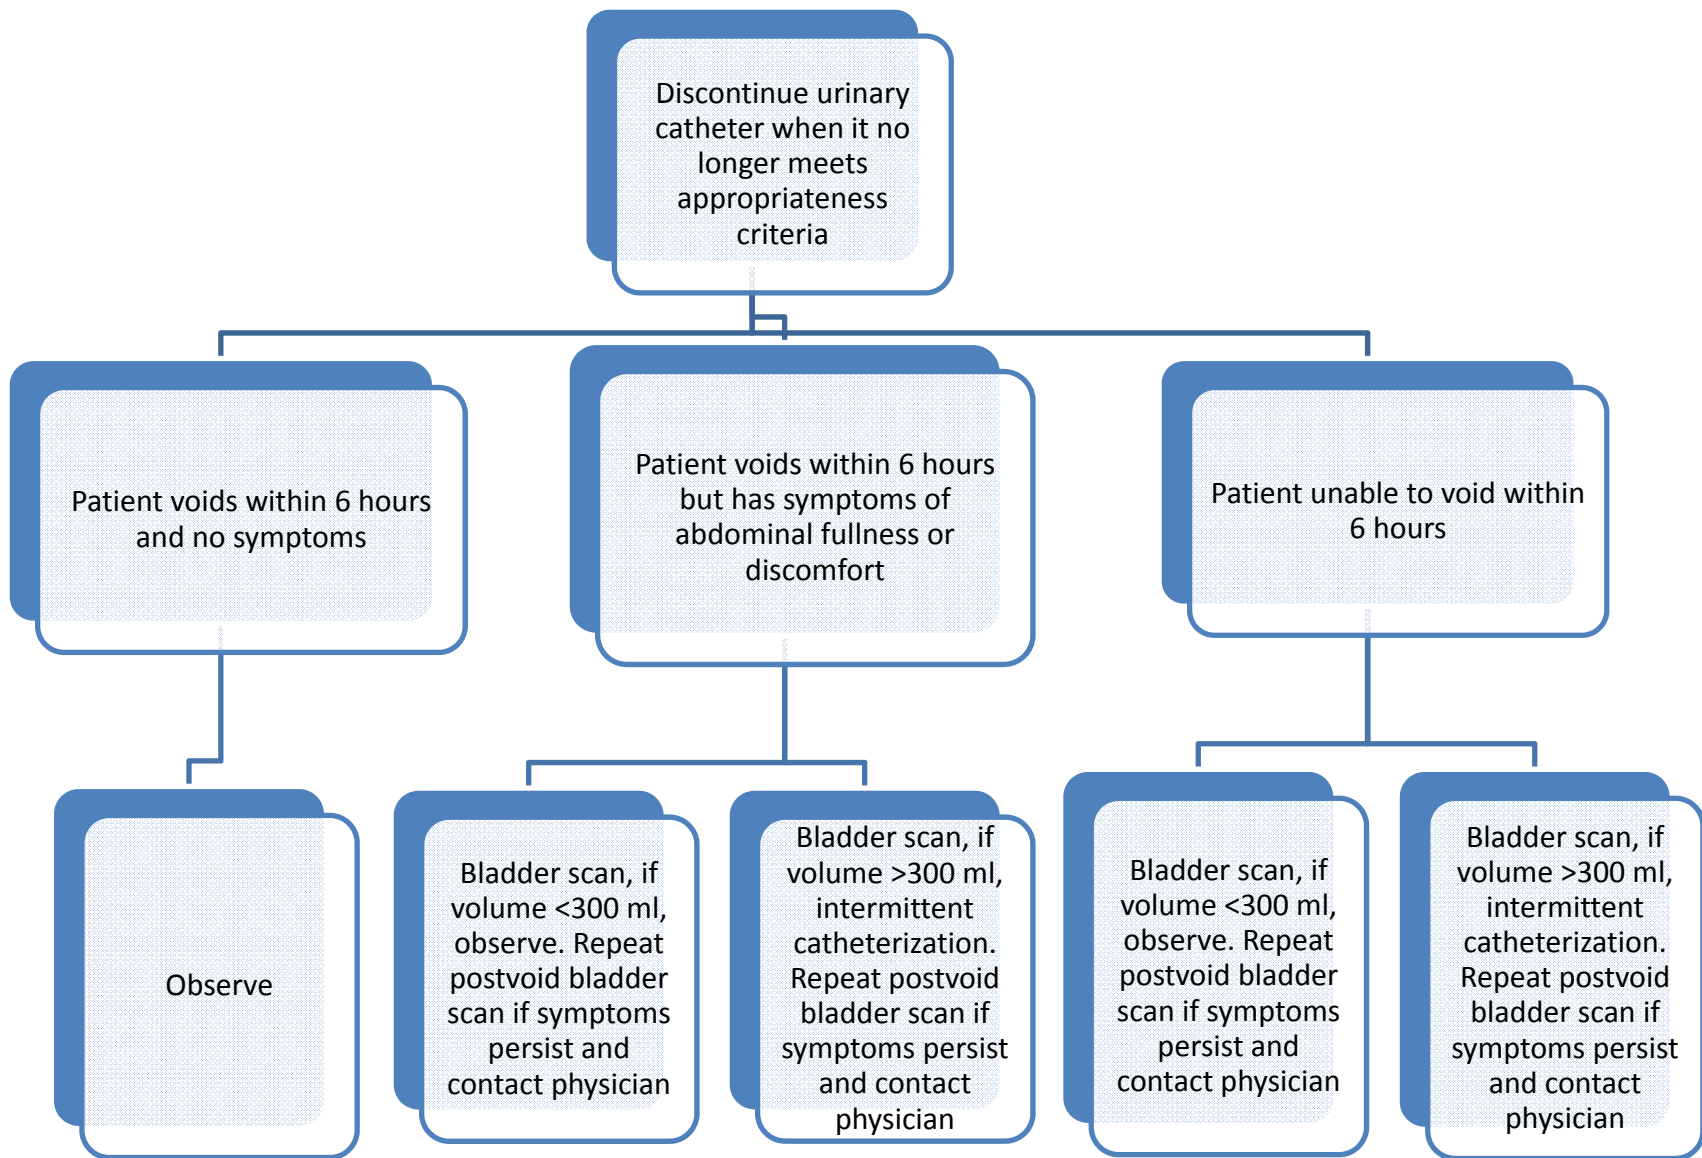 Discontinue urinary
catheter when it no
longer meets
appropriateness
criteria
Patient voids within 6 hours
and no symptoms
Patient voids within 6 hours
but has symptoms of
abdominal fullness or
discomfort
Patient unable to void within
6 hours
Observe
Bladder scan, if
volume <300 ml,
observe. Repeat
postvoid bladder
scan if symptoms
persist and
contact physician
Bladder scan, if
volume >300 ml,
intermittent
catheterization.
Repeat postvoid
bladder scan if
symptoms persist
and contact
physician
Bladder scan, if
volume <300 ml,
observe. Repeat
postvoid bladder
scan if symptoms
persist and
contact physician
Bladder scan, if
volume >300 ml,
intermittent
catheterization.
Repeat postvoid
bladder scan if
symptoms persist
and contact
physician